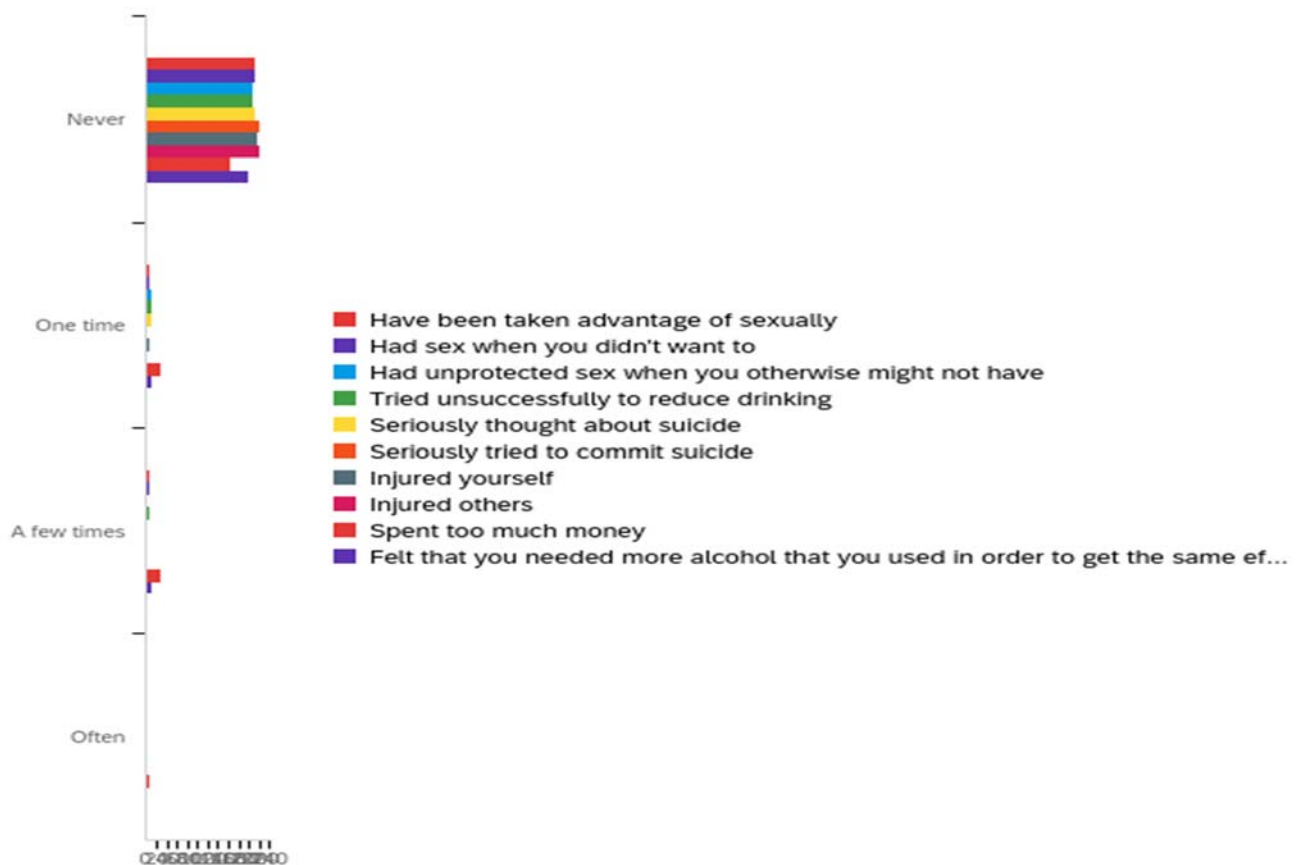 Never
One time
A few times
Often
Have been taken advantage of sexually
Had sex when you didn't want to
Had unprotected sex when you otherwise might not have
Tried unsuccessfully to reduce drinking
Seriously thought about suicide
Seriously tried to commit suicide
Injured yourself
Injured others
Spent too much money
Felt that you needed more alcohol that you used in order to get the same ef...